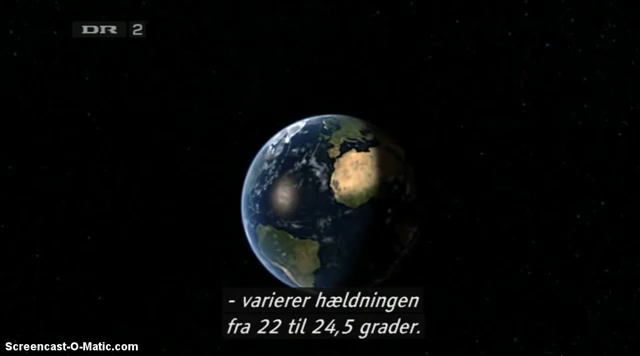 DR 2
- varierer hældningen
fra 22 til 24,5 grader.
Screencast-O-Matic.com